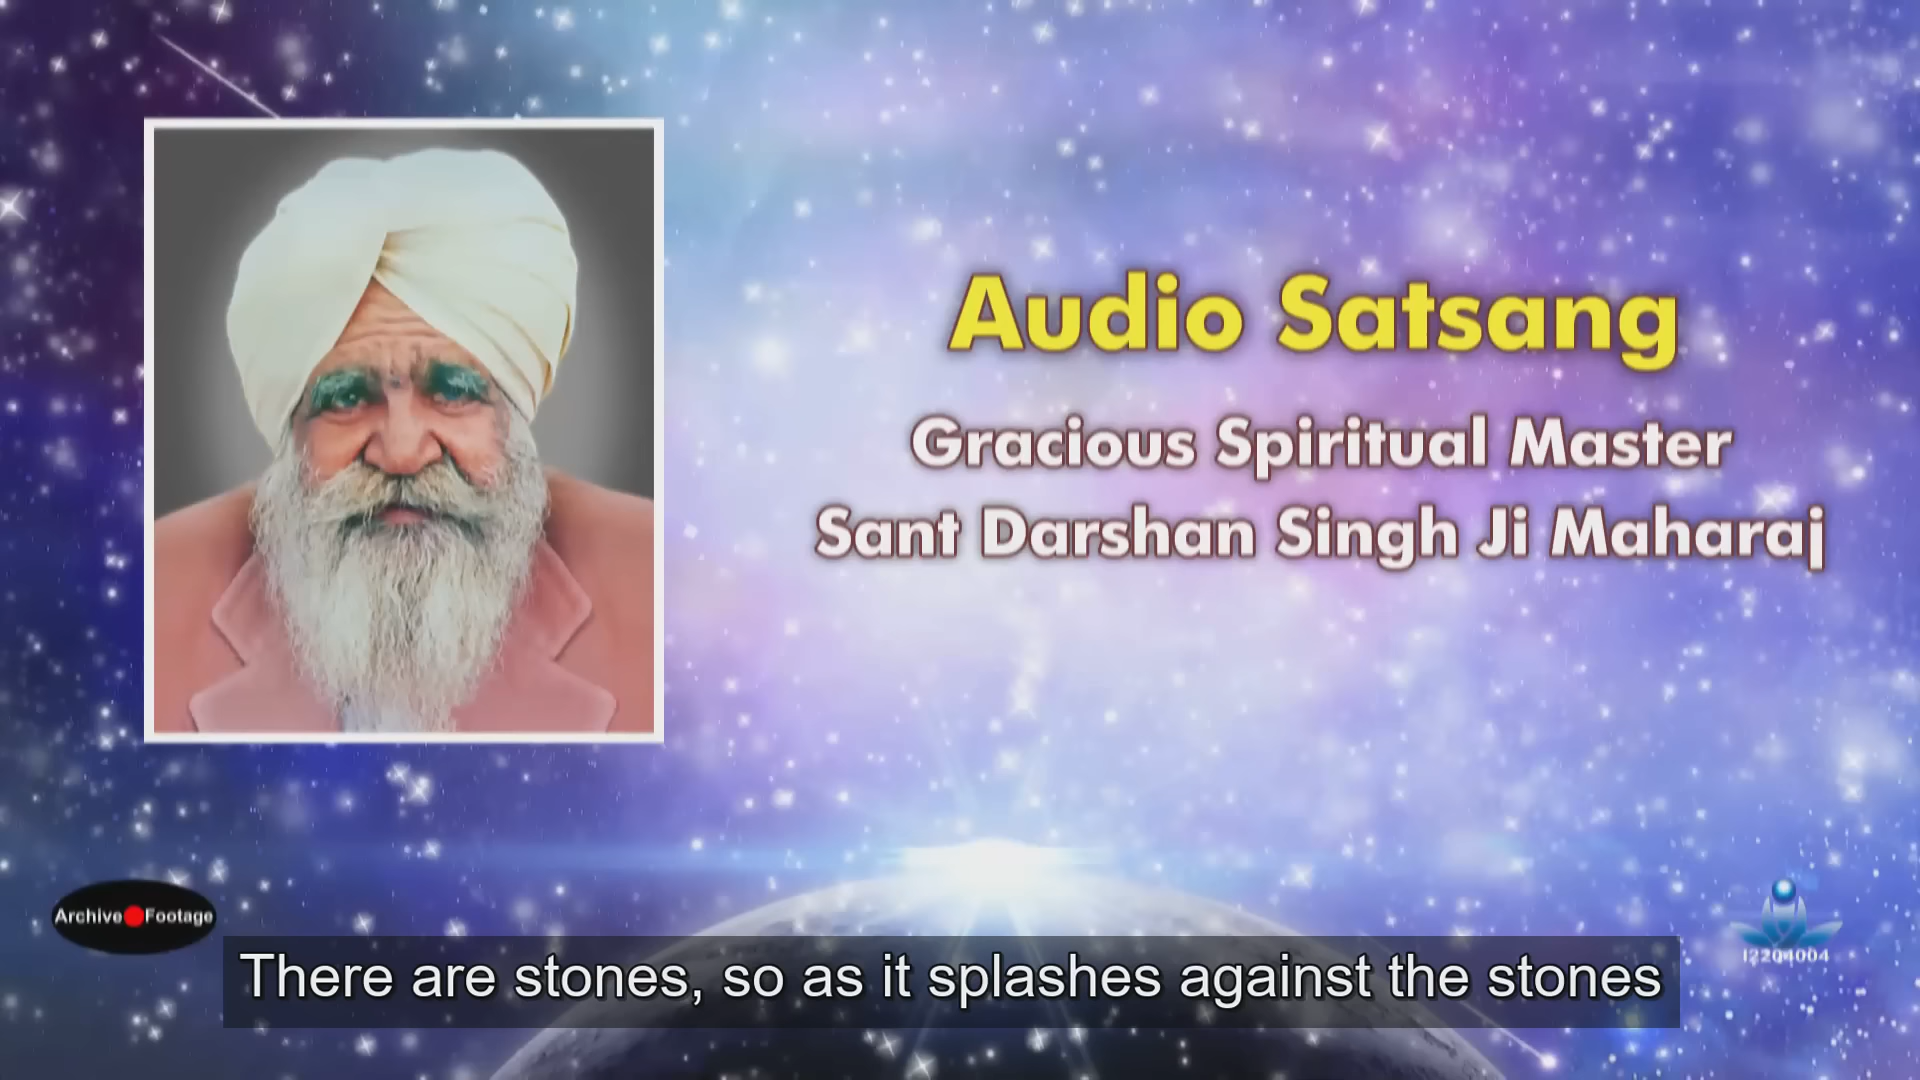 Audio Satsang
Gracious Spiritual Master
Sant Darshan Singh Ji Maharaj
Archive Footage
I2204004
There are stones, so as it splashes against the stones